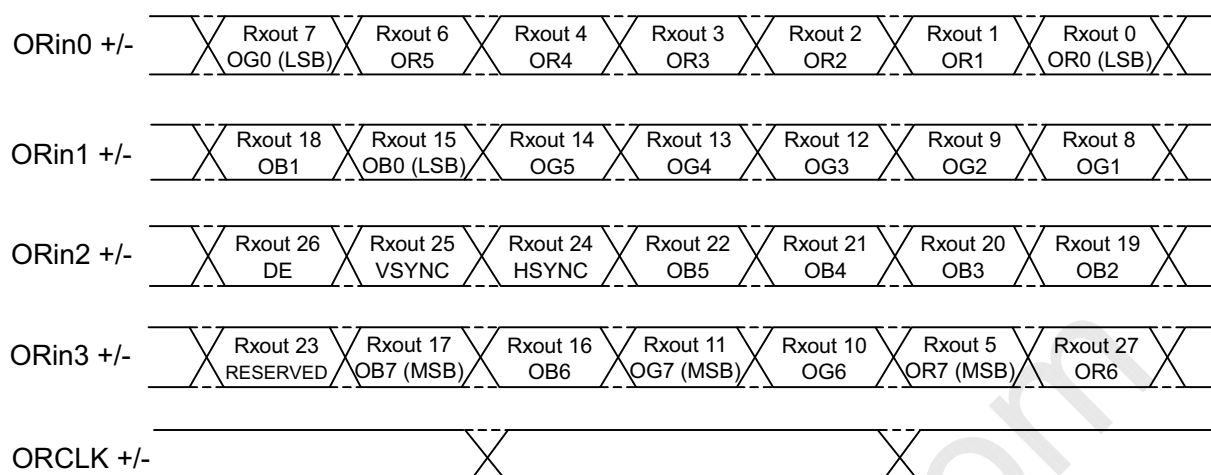 ORin0 +/-
Rxout 7 Rxout 6 Rxout 4 Rxout 3 Rxout 2 Rxout 1 Rxout 0
OG0 (LSB) OR5 OR4 OR3 OR2 OR1 OR0 (LSB)
ORin1 +/-
Rxout 18 Rxout 15 Rxout 14 Rxout 13 Rxout 12 Rxout 9 Rxout 8
OB1 OB0 (LSB) OG5 OG4 OG3 OG2 OG1
ORin2 +/-
Rxout 26 Rxout 25 Rxout 24 Rxout 22 Rxout 21 Rxout 20 Rxout 19
DE VSYNC HSYNC OB5 OB4 OB3 OB2
ORin3 +/-
Rxout 23 Rxout 17 Rxout 16 Rxout 11 Rxout 10 Rxout 5 Rxout 27
RESERVED OB7 (MSB) OB6 OG7 (MSB) OG6 OR7 (MSB) OR6
ORCLK +/-
om